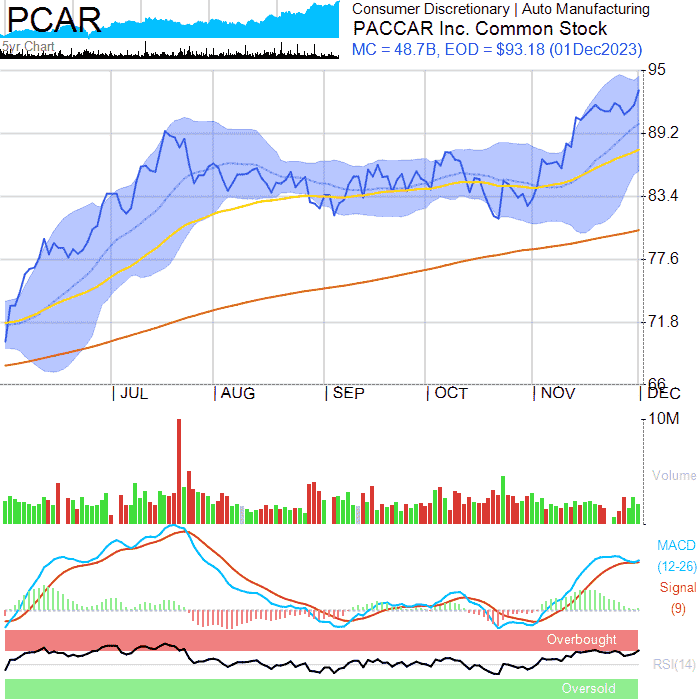 PCAR
Consumer Discretionary | Auto Manufacturing
PACCAR Inc. Common Stock
5yr Chart
MC = 48.7B, EOD = $93.18 (01Dec2023)
95
89.2
83.4
77.6
71.8
66
JUL AUG SEP OCT NOV DEC
10M
Volume
MACD
(12-26)
Signal
(9)
Overbought
RSI(14)
Oversold